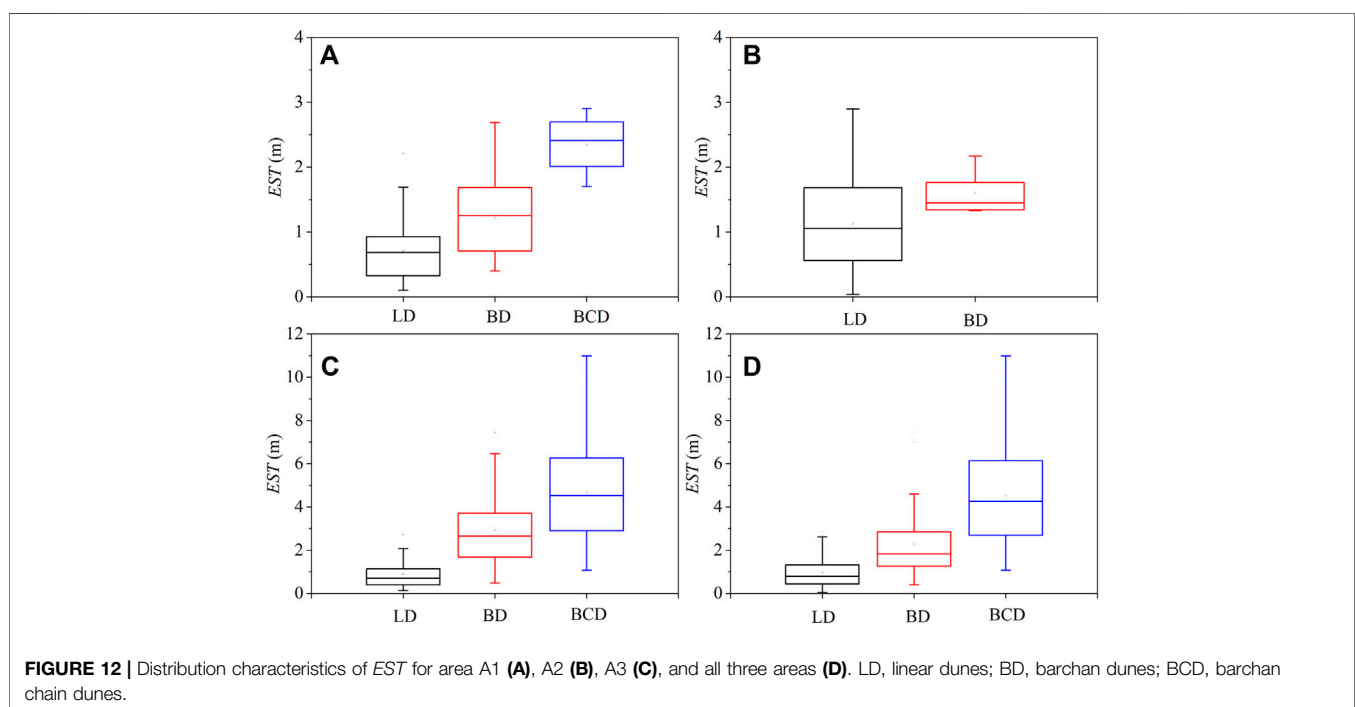 A
B
4
3
2
1
0
EST (m)
LD
BD
BCD
4
3
2
1
0
EST (m)
LD
BD
C
D
12
10
8
6
4
2
0
EST (m)
LD
BD
BCD
12
10
8
6
4
2
0
EST (m)
LD
BD
BCD
FIGURE 12 | Distribution characteristics of EST for area A1 (A), A2 (B), A3 (C), and all three areas (D). LD, linear dunes; BD, barchan dunes; BCD, barchan
chain dunes.